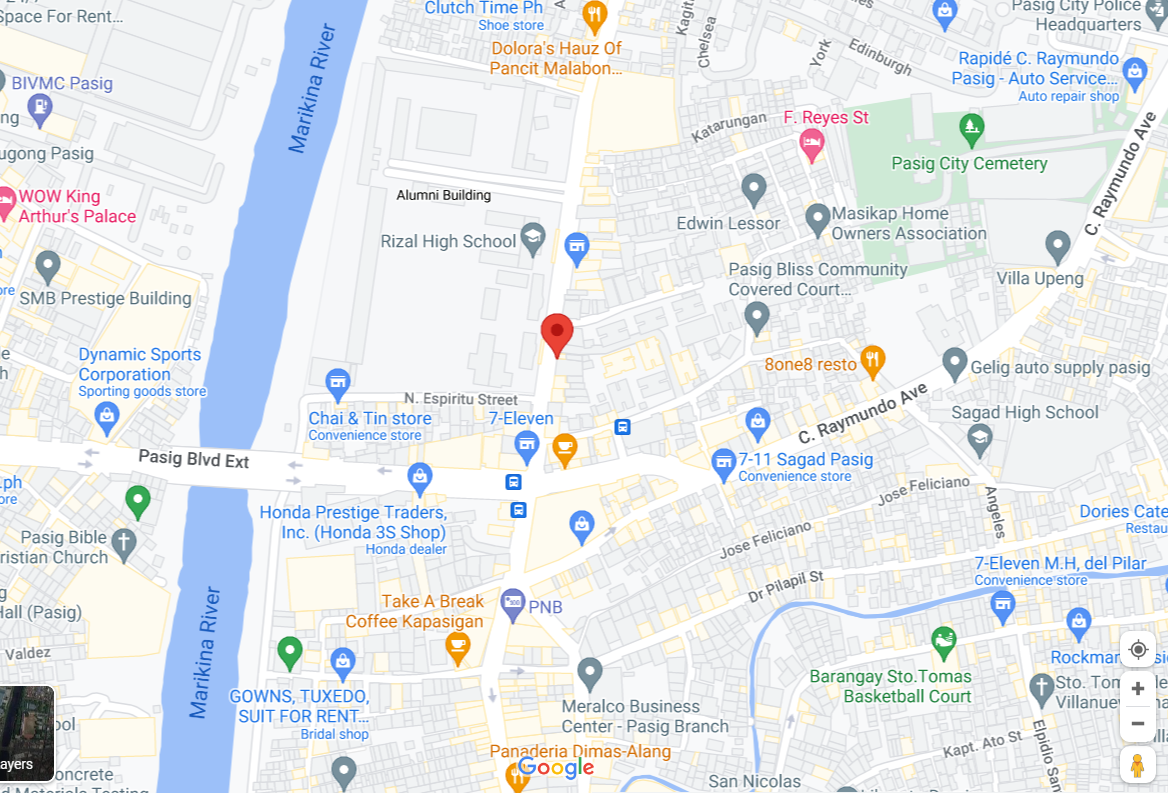 Space For Rent...
Clutch Time Ph
Shoe store
Dolora's Hauz Of
Pancit Malabon...
Chelsea
York
Edinburgh
Pasig City Police
Headquarters
Rapidé C. Raymundo
Pasig - Auto Service...
Auto repair shop
BIVMC Pasig
Marikina River
Katarungan
F. Reyes St
Pasig City Cemetery
C. Raymundo Ave
ugong Pasig
WOW King
Arthur's Palace
Alumni Building
Rizal High School
Edwin Lessor
Masikap Home
Owners Association
Villa Upeng
SMB Prestige Building
Pasig Bliss Community
Covered Court...
Dynamic Sports
Corporation
Sporting goods store
8one8 resto
Gelig auto supply pasig
N. Espiritu Street
Chai & Tin store
Convenience store
7-Eleven
C. Raymundo Ave
Sagad High School
Pasig Blvd Ext
7-11 Sagad Pasig
Convenience store
.ph
Honda Prestige Traders,
Inc. (Honda 3S Shop)
Honda dealer
Jose Feliciano
Angeles
Dories Cate
Restau
Pasig Bible
ristian Church
Jose Feliciano
7-Eleven M.H, del Pilar
Convenience store
Dr Pilapil St
Hall (Pasig)
Take A Break
Coffee Kapasigan
PNB
Valdez
Marikina River
GOWNS, TUXEDO,
SUIT FOR RENT...
Bridal shop
Meralco Business
Center - Pasig Branch
Barangay Sto.Tomas
Basketball Court
Rockman
Sto. Tom
Villanue
ayers
Panaderia Dimas-Alang
Google
Kapt. Ato St
Elpidio San
oncrete
San Nicolas